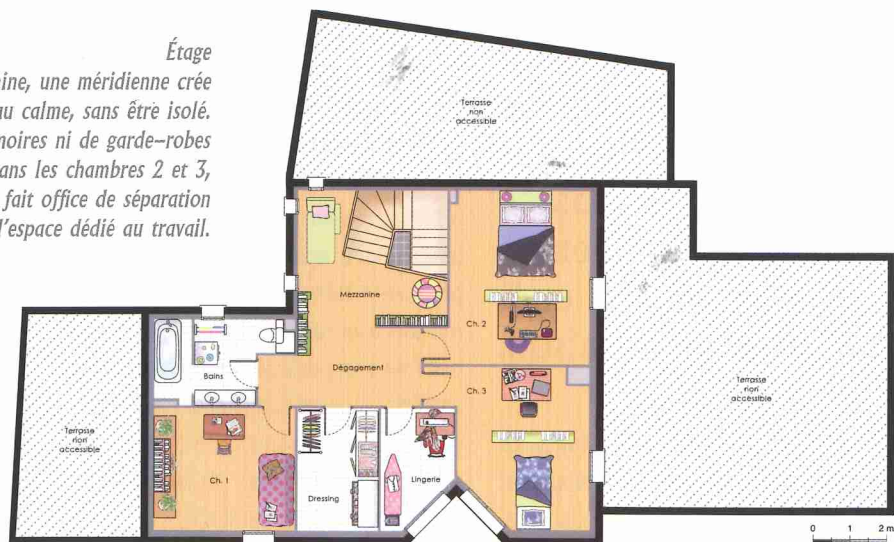 Étage
ine, une méridienne crée
au calme, sans être isolé.
moires ni de garde-robes
ans les chambres 2 et 3,
fait office de séparation
l'espace dédié au travail.
Terrasse
non
accessible
Mezzanine
Ch. 2
Bains
Dégagement
Ch. 3
Terrasse
non
accessible
Terrasse
non
accessible
Ch. 1
Dressing
Lingerie
0 1 2 m